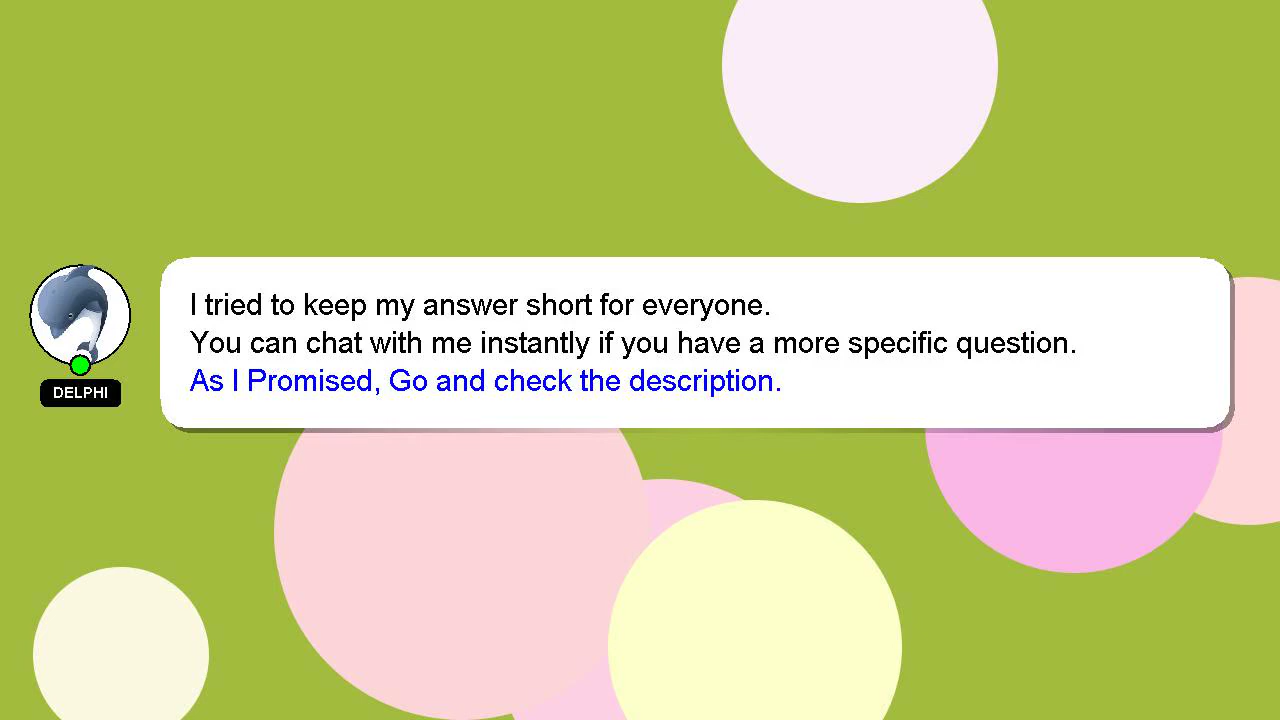 I tried to keep my answer short for everyone.
You can chat with me instantly if you have a more specific question.
As I Promised, Go and check the description.
DELPHI